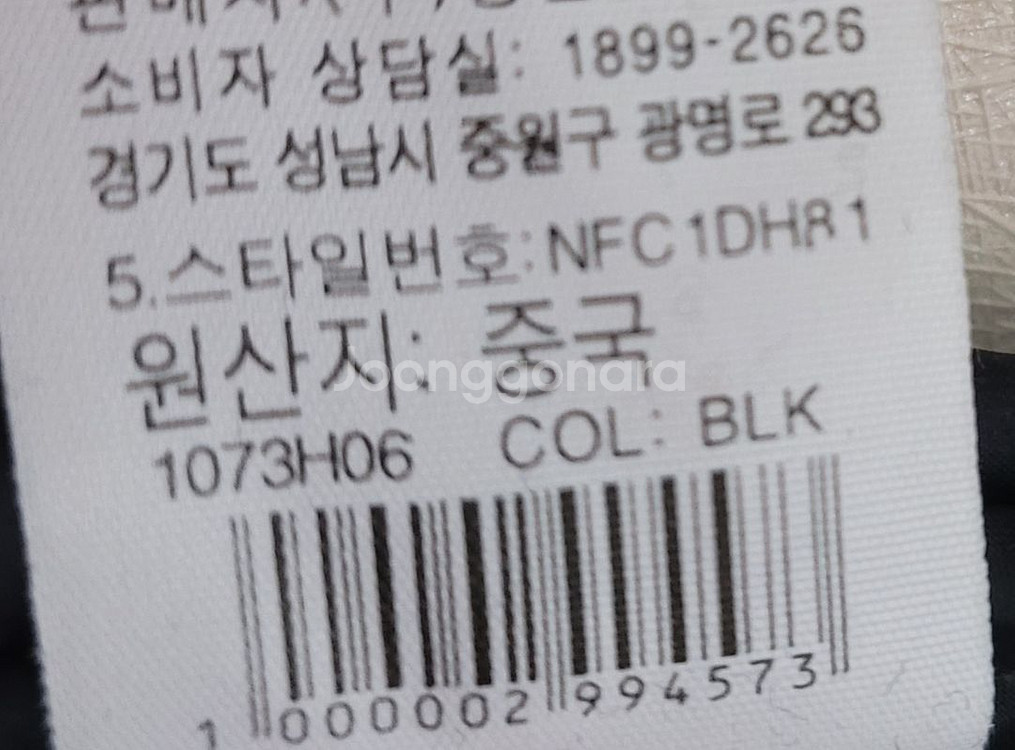 소비자 상담실: 1899-2626
경기도 성남시 중원구 광명로 293
5.스타일번호:NFC1DHR1
원산지: 중국
Joonggonara
1073H06 COL: BLK
1 000002 994573